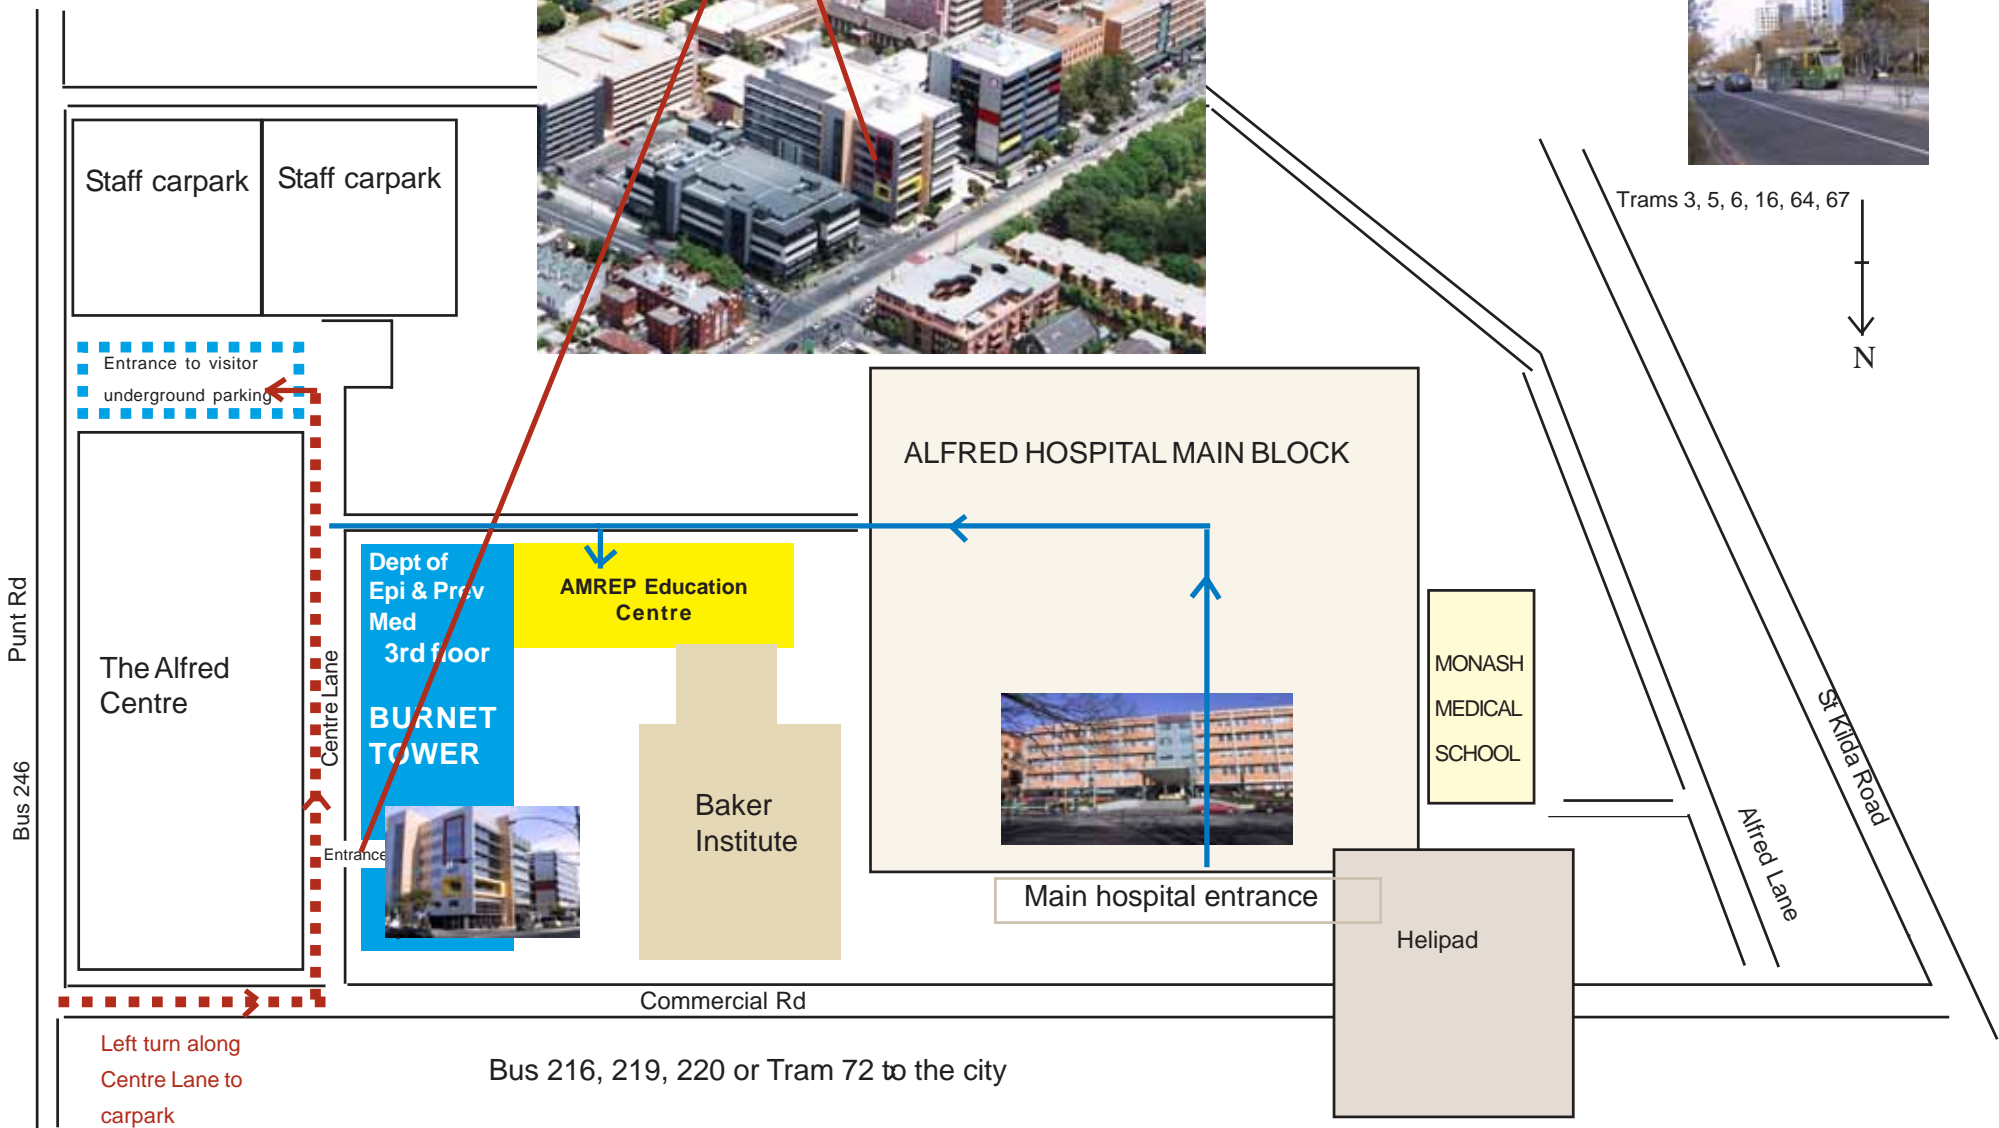 Staff carpark
Staff carpark
Trams 3, 5, 6, 16, 64, 67
N
Entrance to visitor
underground parking
ALFRED HOSPITAL MAIN BLOCK
Dept of
Epi & Prev
Med
3rd floor
BURNET
TOWER
AMREP Education
Centre
Punt Rd
Bus 246
The Alfred
Centre
Centre Lane
Entrance
Baker
Institute
MONASH
MEDICAL
SCHOOL
St Kilda Road
Alfred Lane
Main hospital entrance
Helipad
Commercial Rd
Left turn along
Centre Lane to
carpark
Bus 216, 219, 220 or Tram 72 to the city